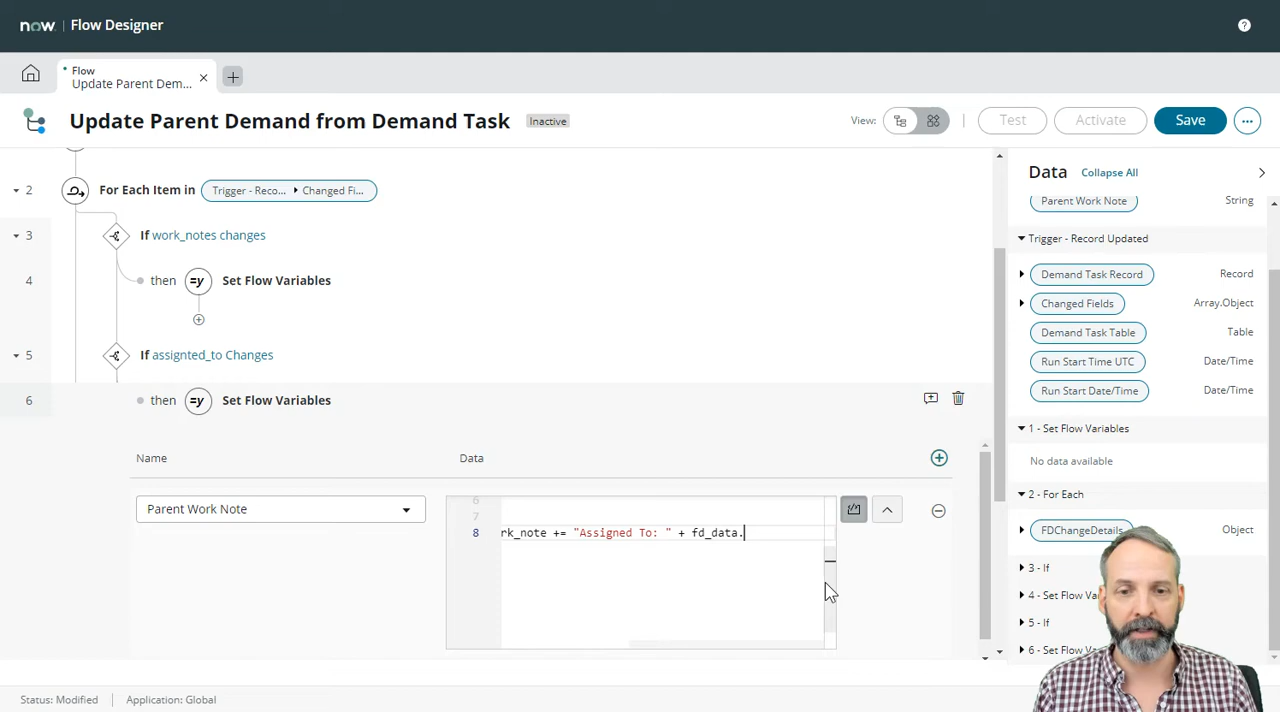 now. | Flow Designer
Flow
Update Parent Dem...
Update Parent Demand from Demand Task
Inactive
View:
Test
Activate
Save
2 For Each Item in Trigger - Reco... Changed Fi...
3 If work_notes changes
4 then Set Flow Variables
5 If assignted_to Changes
6 then Set Flow Variables
Name Data
Parent Work Note
6
7
8 rk_note += "Assigned To: " + fd_data.
Data Collapse All
Parent Work Note String
Trigger - Record Updated
Demand Task Record Record
Changed Fields Array.Object
Demand Task Table Table
Run Start Time UTC Date/Time
Run Start Date/Time Date/Time
1 - Set Flow Variables
No data available
2 - For Each
FDChangeDetails Object
3 - If
4 - Set Flow Va
5 - If
6 - Set Flow Va
Status: Modified Application: Global